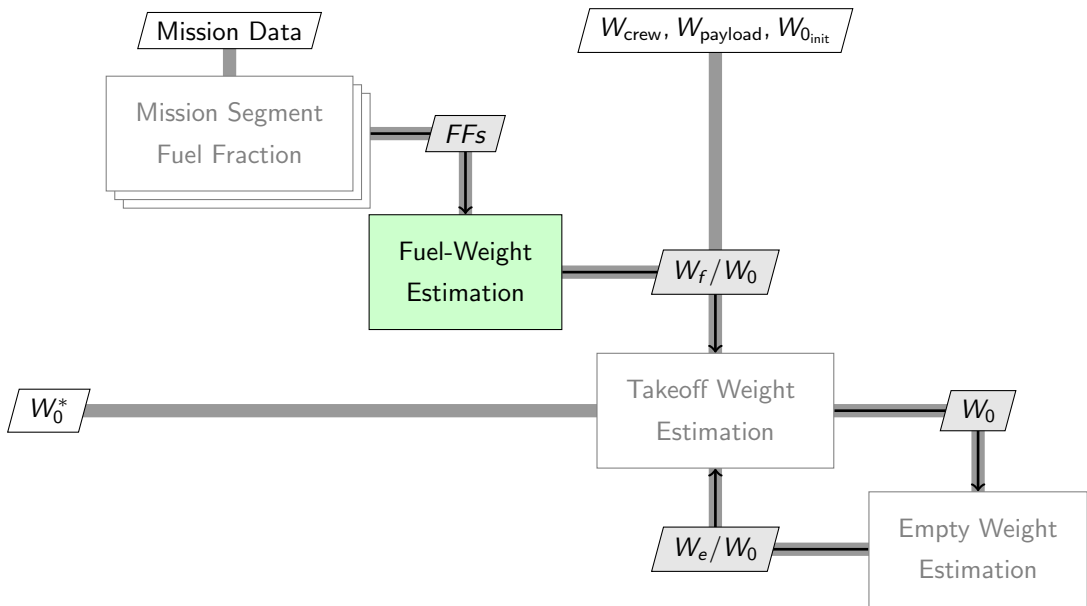 Mission Data
W_crew, W_payload, W_0_init
Mission Segment
Fuel Fraction
FFs
Fuel-Weight
Estimation
W_f/W_0
Takeoff Weight
Estimation
W_0^*
W_0
W_e/W_0
Empty Weight
Estimation